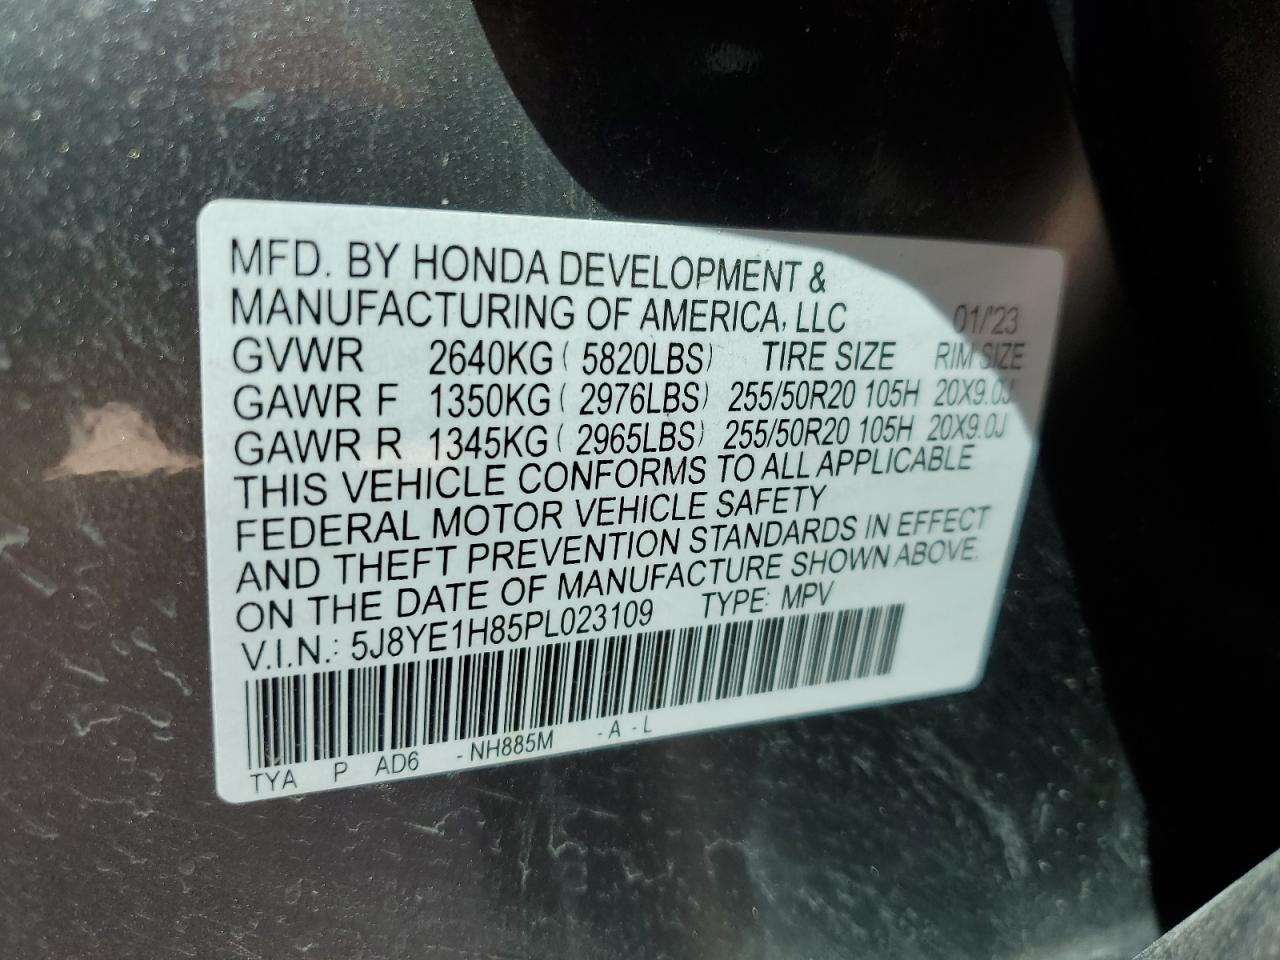 MFD. BY HONDA DEVELOPMENT &
MANUFACTURING OF AMERICA, LLC 01/'23
GVWR 2640KG ( 5820LBS) TIRE SIZE RIM SIZE
GAWR F 1350KG ( 2976LBS) 255/50R20 105H 20X9.0J
GAWR R 1345KG ( 2965LBS) 255/50R20 105H 20X9.0J
THIS VEHICLE CONFORMS TO ALL APPLICABLE
FEDERAL MOTOR VEHICLE SAFETY
AND THEFT PREVENTION STANDARDS IN EFFECT
ON THE DATE OF MANUFACTURE SHOWN ABOVE.
V.I.N.: 5J8YE1H85PL023109 TYPE: MPV
TYA P AD6 -NH885M -A -L